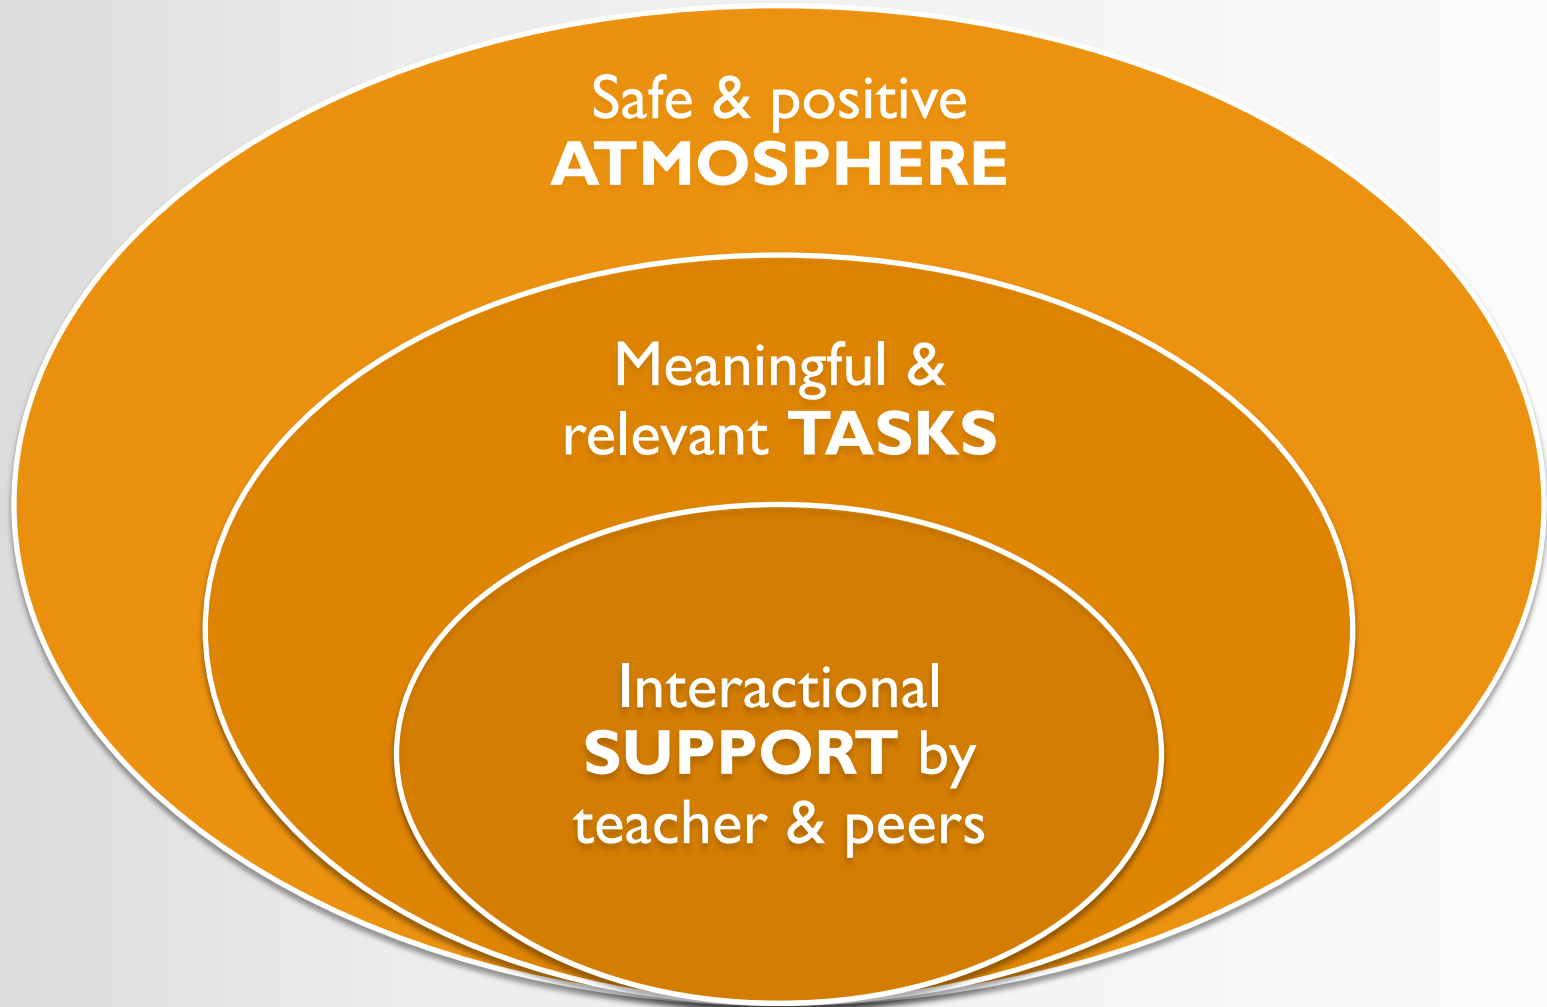 Safe & positive
ATMOSPHERE
Meaningful &
relevant TASKS
Interactional
SUPPORT by
teacher & peers